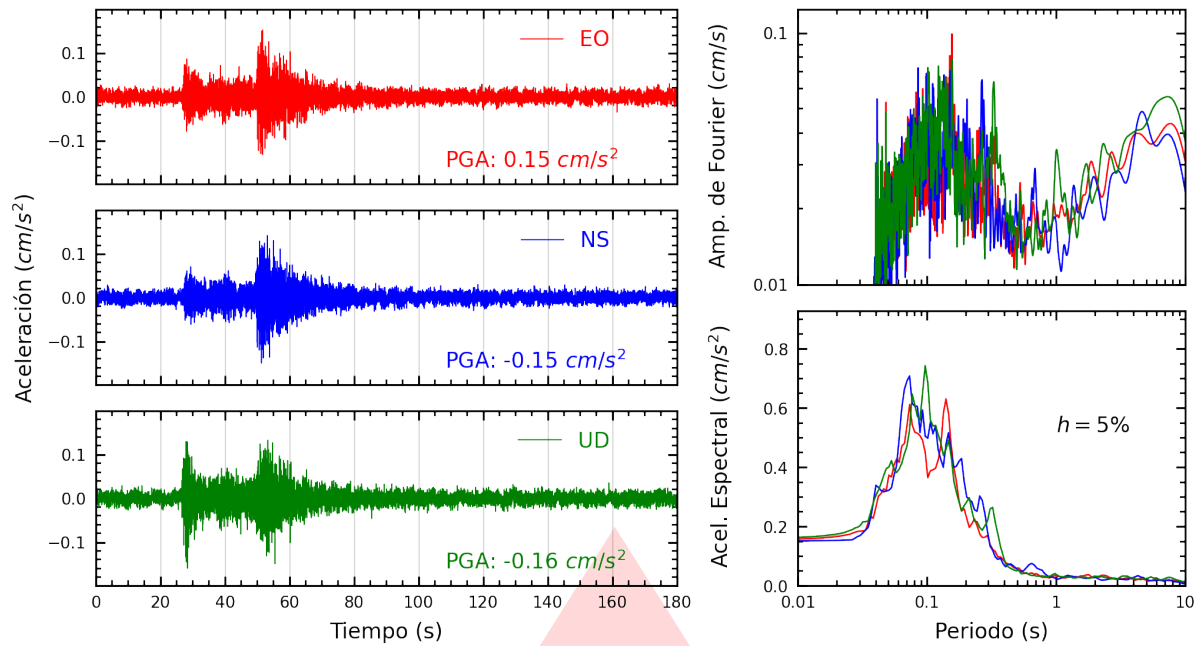 Aceleración (cm/s²)
0.1
0.0
−0.1
EO
PGA: 0.15 cm/s²
0.1
0.0
−0.1
NS
PGA: -0.15 cm/s²
0.1
0.0
−0.1
UD
PGA: -0.16 cm/s²
0 20 40 60 80 100 120 140 160 180
Tiempo (s)
Amp. de Fourier (cm/s)
0.1
0.01
Acel. Espectral (cm/s²)
0.8
0.6
0.4
0.2
0.0
h = 5%
0.01 0.1 1 10
Periodo (s)